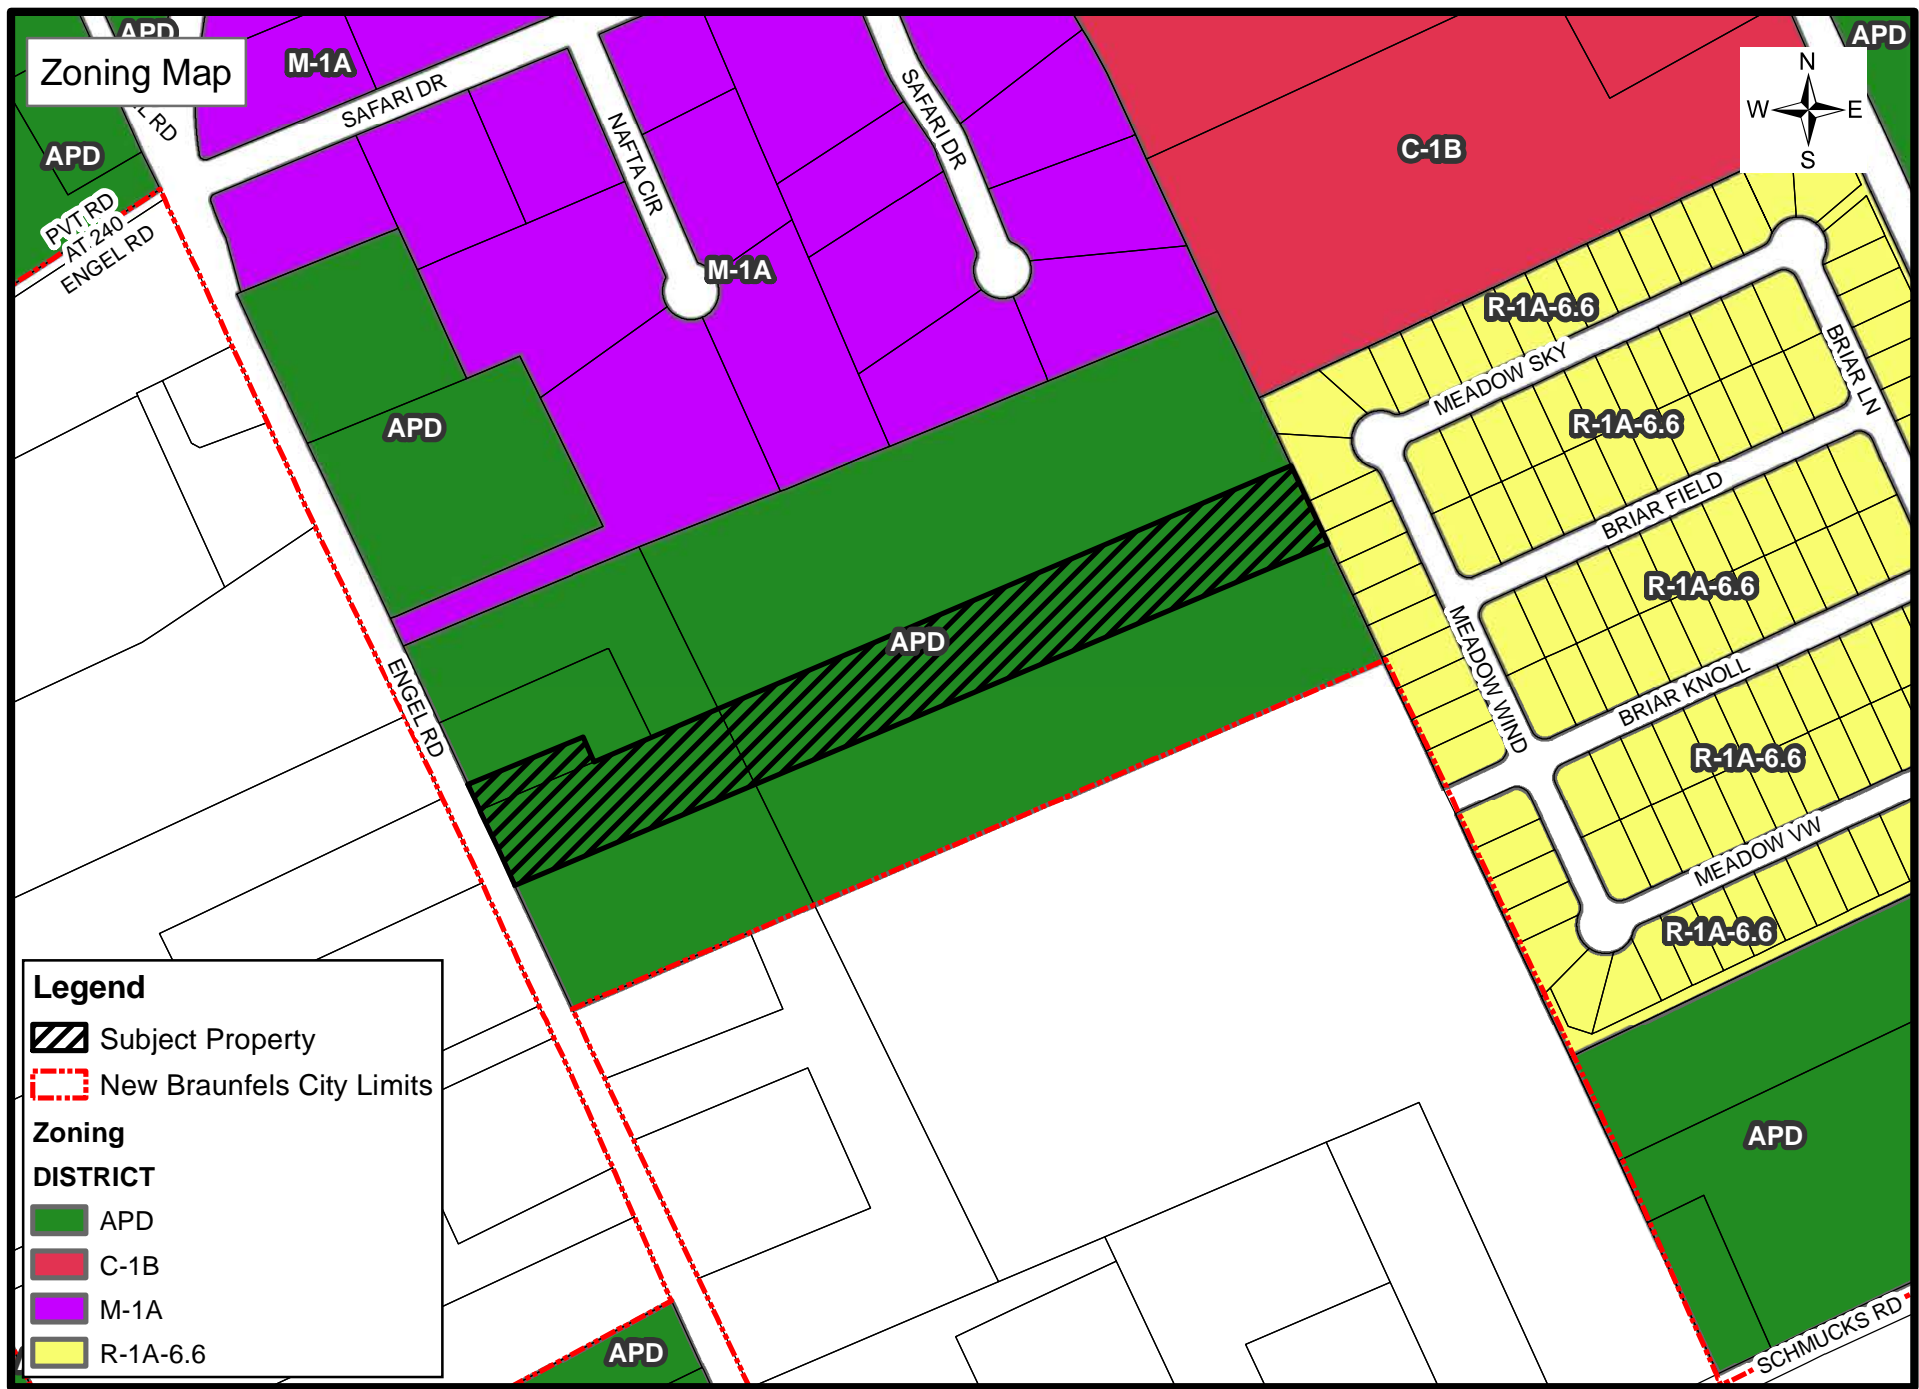 APD
APD
M-1A
Zoning Map
SAFARI DR
L RD
NAFTA CIR
SAFARI DR
N
W E
S
C-1B
APD
PVT RD
AT 240
ENGEL RD
M-1A
R-1A-6.6
MEADOW SKY
BRIAR LN
APD
R-1A-6.6
BRIAR FIELD
R-1A-6.6
APD
ENGEL RD
MEADOW WIND
BRIAR KNOLL
R-1A-6.6
MEADOW VW
R-1A-6.6
Legend
Subject Property
New Braunfels City Limits
Zoning
DISTRICT
APD
C-1B
M-1A
R-1A-6.6
APD
APD
SCHMUCKS RD